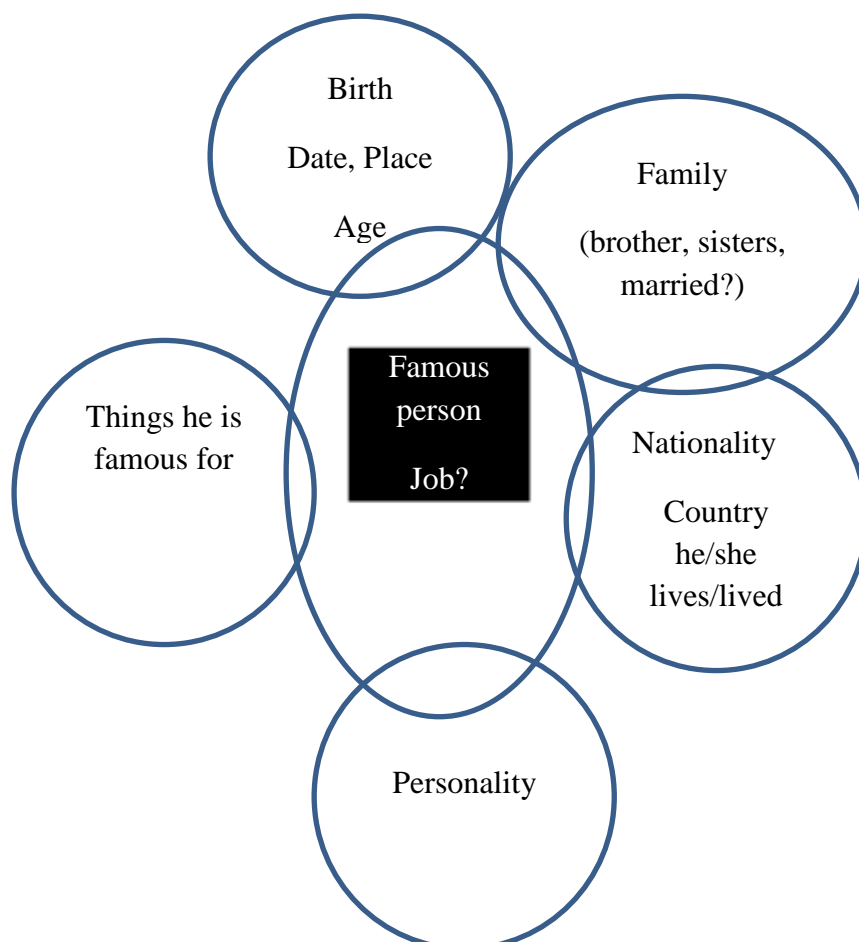 Birth
Date, Place
Age
Family
(brother, sisters,
married?)
Famous
person
Job?
Things he is
famous for
Nationality
Country
he/she
lives/lived
Personality